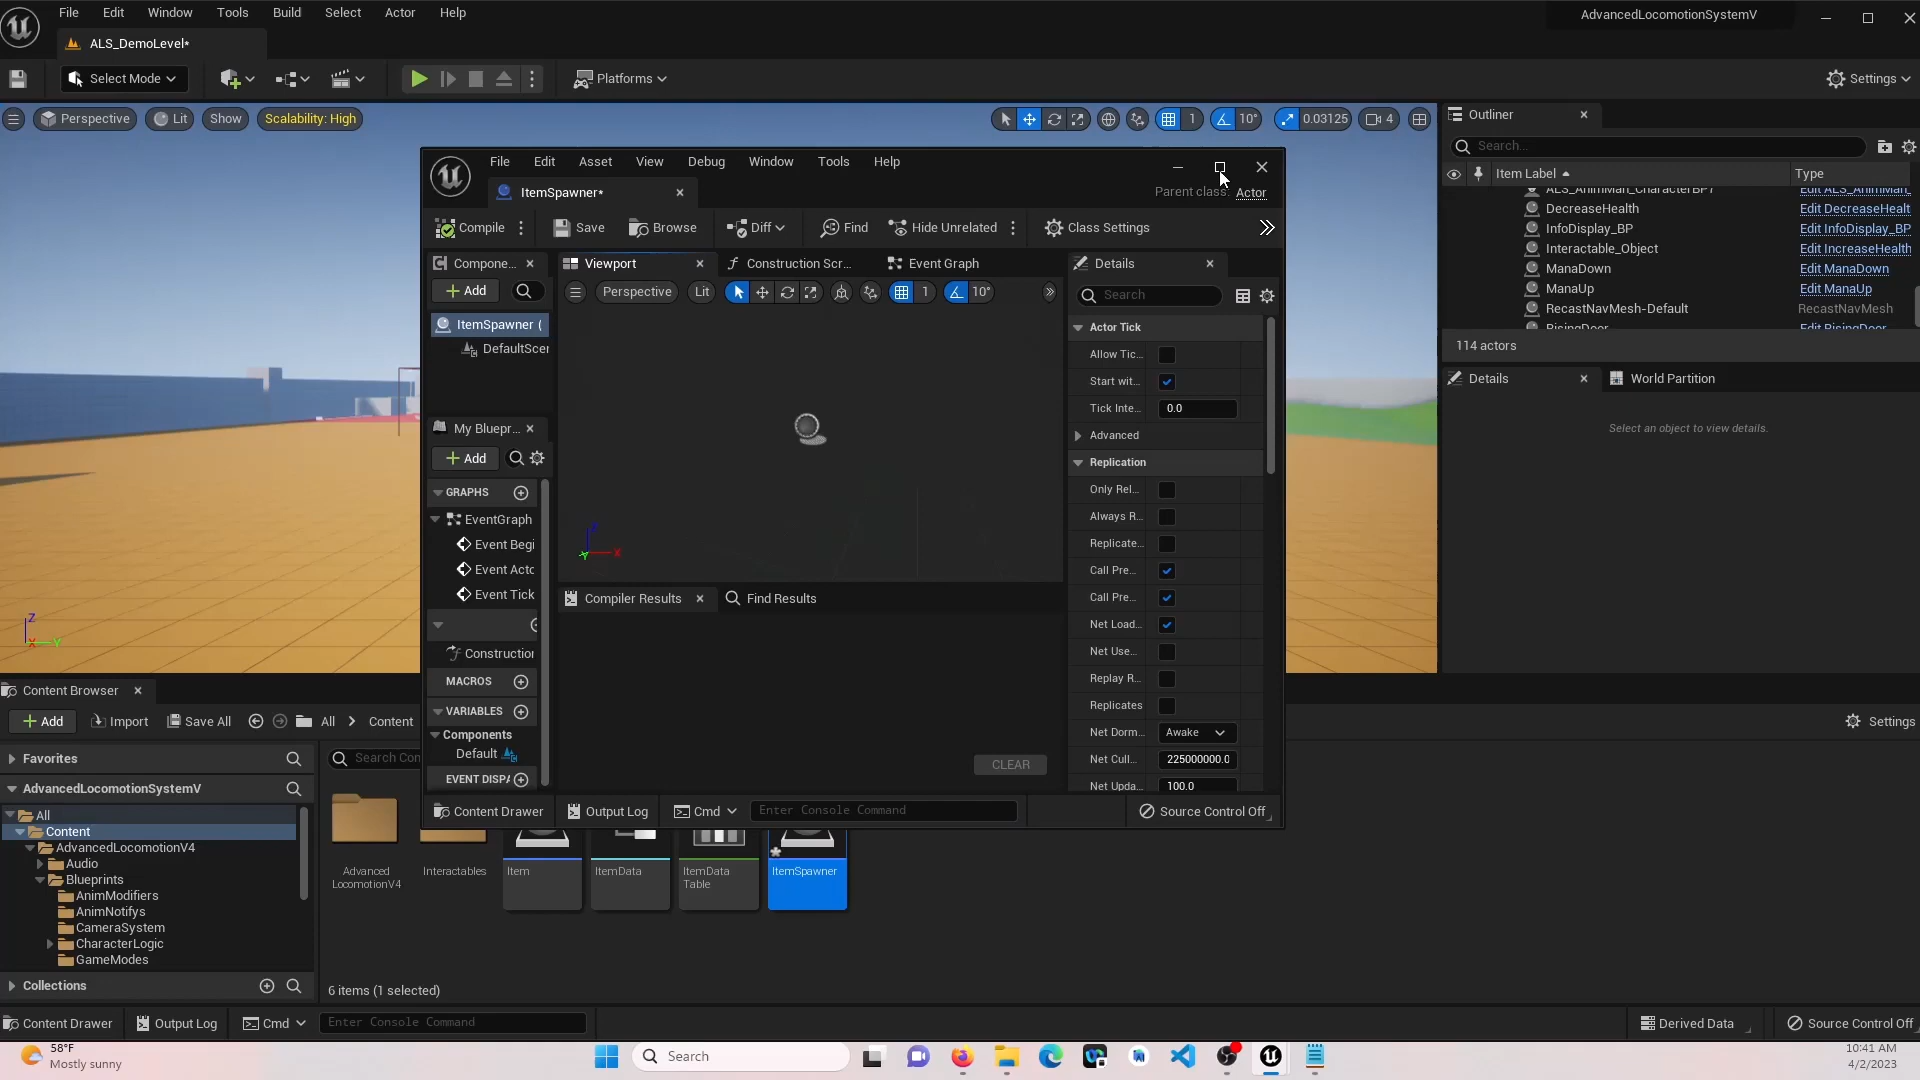 File Edit Window Tools Build Select Actor Help
AdvancedLocomotionSystemV
ALS_DemoLevel*
Select Mode
Platforms
Settings
Perspective Lit Show Scalability: High
1 10° 0.03125 4
Outliner
Search...
Item Label Type
DecreaseHealth Edit DecreaseHealt
InfoDisplay_BP Edit InfoDisplay_BP
Interactable_Object Edit IncreaseHealth
ManaDown Edit ManaDown
ManaUp Edit ManaUp
RecastNavMesh-Default RecastNavMesh
RisingDoor Edit RisingDoor
114 actors
Details World Partition
Select an object to view details.
File Edit Asset View Debug Window Tools Help
ItemSpawner*
Parent class: Actor
Compile Save Browse Diff Find Hide Unrelated Class Settings
Compone...
Add
ItemSpawner (
DefaultScen
My Bluepr...
Add
GRAPHS
EventGraph
Event Begi
Event Actc
Event Tick
Construction
MACROS
VARIABLES
Components
Default
EVENT DISPA
Viewport Construction Scr... Event Graph
Perspective Lit 1 10°
X
Compiler Results Find Results
CLEAR
Details
Search
Actor Tick
Allow Tic...
Start wit...
Tick Inte... 0.0
Advanced
Replication
Only Rel...
Always R...
Replicate...
Call Pre...
Call Pre...
Net Load...
Net Use...
Replay R...
Replicates
Net Dorm... Awake
Net Cull... 225000000.0
Net Upda... 100.0
Content Drawer Output Log Cmd Enter Console Command Source Control Off
Z
X Y
Content Browser
Add Import Save All All Content
Settings
Favorites
Search Con
AdvancedLocomotionSystemV
All
Content
AdvancedLocomotionV4
Audio
Blueprints
AnimModifiers
AnimNotifys
CameraSystem
CharacterLogic
GameModes
Collections
Advanced
LocomotionV4
Interactables
Item
ItemData
ItemData
Table
ItemSpawner
6 items (1 selected)
Content Drawer Output Log Cmd Enter Console Command Derived Data Source Control Off
58°F
Mostly sunny
Search
10:41 AM
4/2/2023